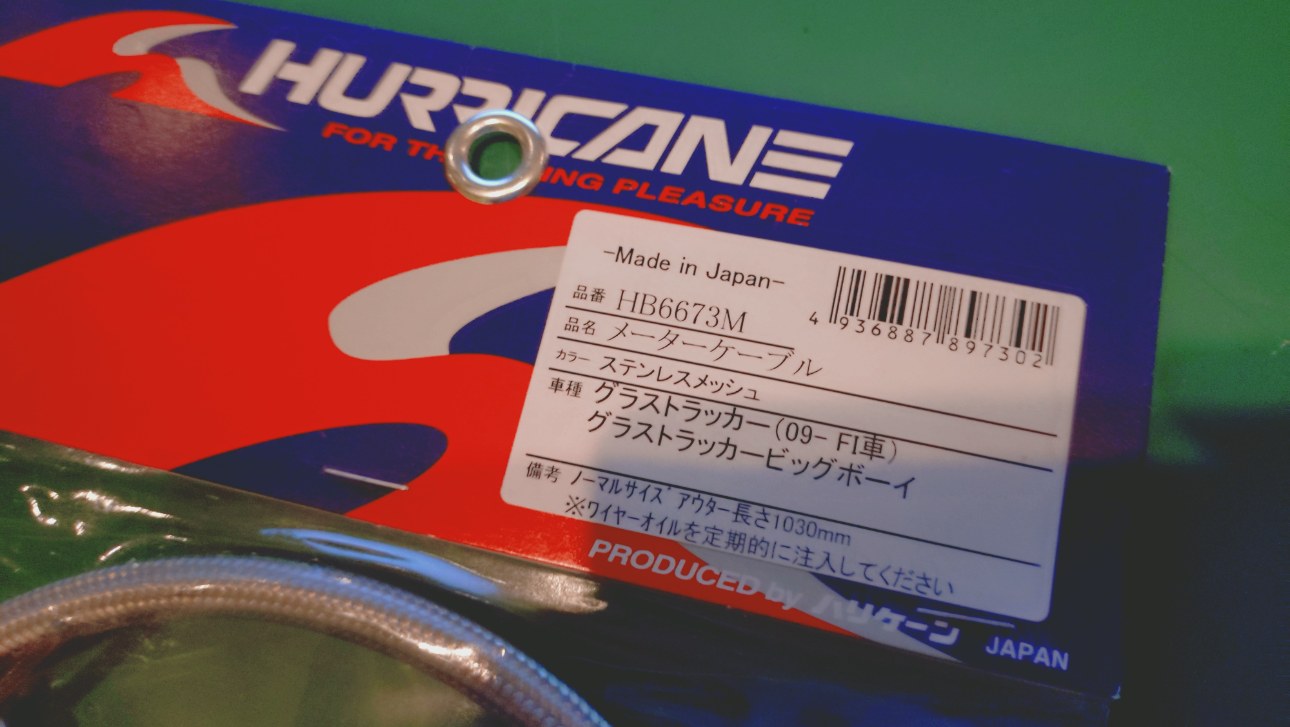 HURRICANE
FOR TH ING PLEASURE
-Made in Japan-
4 936887 897302
品番 HB6673M
品名 メーターケーブル
カラー ステンレスメッシュ
車種 グラストラッカー(09- FI車)
グラストラッカービッグボーイ
備考 ノーマルサイズ アウター長さ1030mm
※ワイヤーオイルを定期的に注入してください
PRODUCED by ハリケーン JAPAN